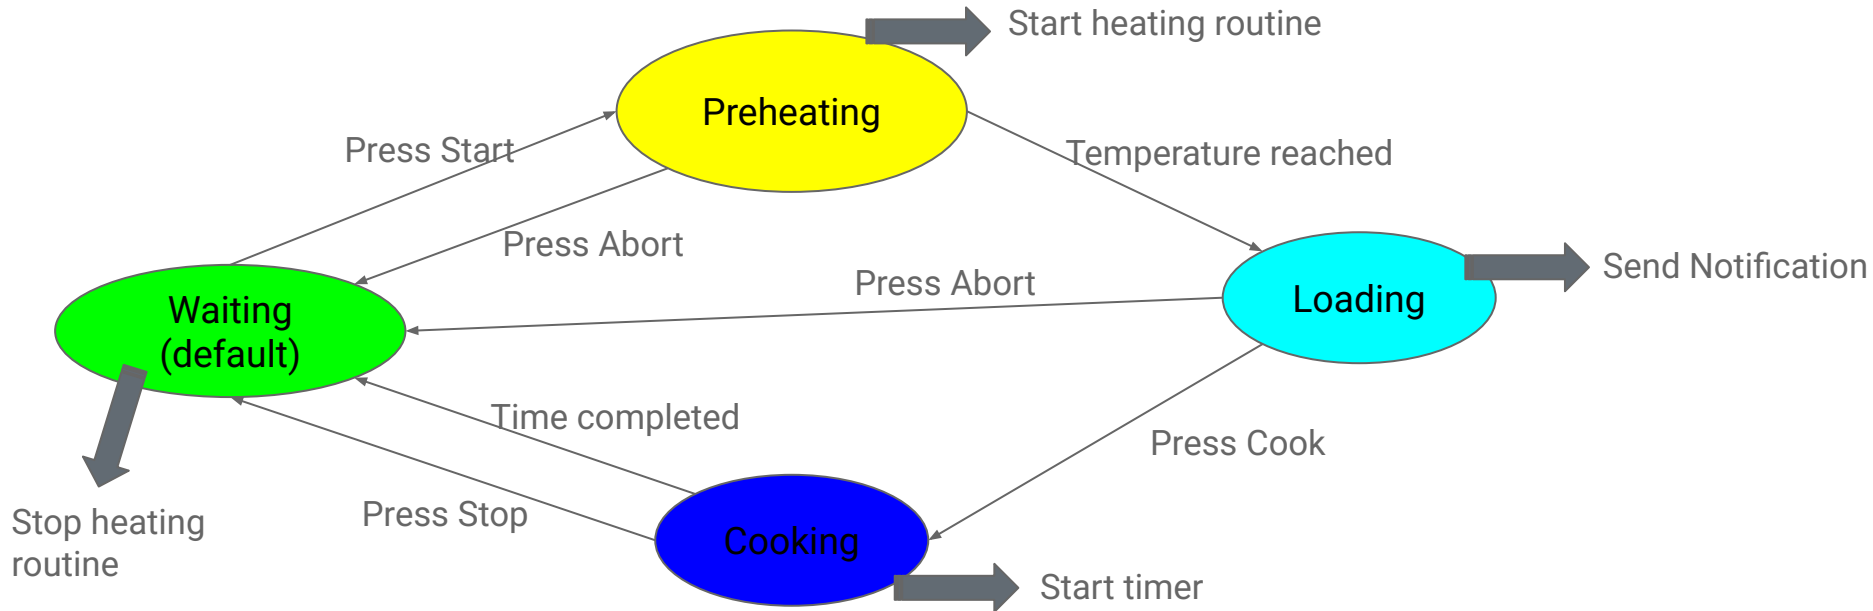 Start heating routine
Preheating
Press Start
Temperature reached
Press Abort
Press Abort
Send Notification
Loading
Waiting
(default)
Time completed
Press Cook
Press Stop
Stop heating
routine
Cooking
Start timer